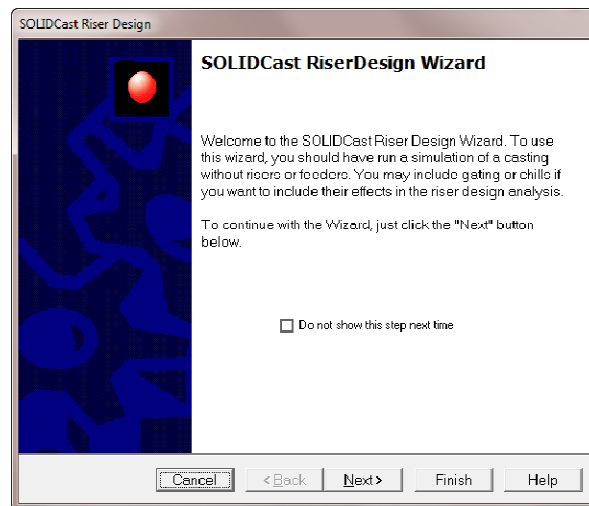 SOLIDCast Riser Design
SOLIDCast RiserDesign Wizard
Welcome to the SOLIDCast Riser Design Wizard. To use
this wizard, you should have run a simulation of a casting
without risers or feeders. You may include gating or chills if
you want to include their effects in the riser design analysis.
To continue with the Wizard, just click the "Next" button
below.
Do not show this step next time
Cancel
< Back
Next >
Finish
Help